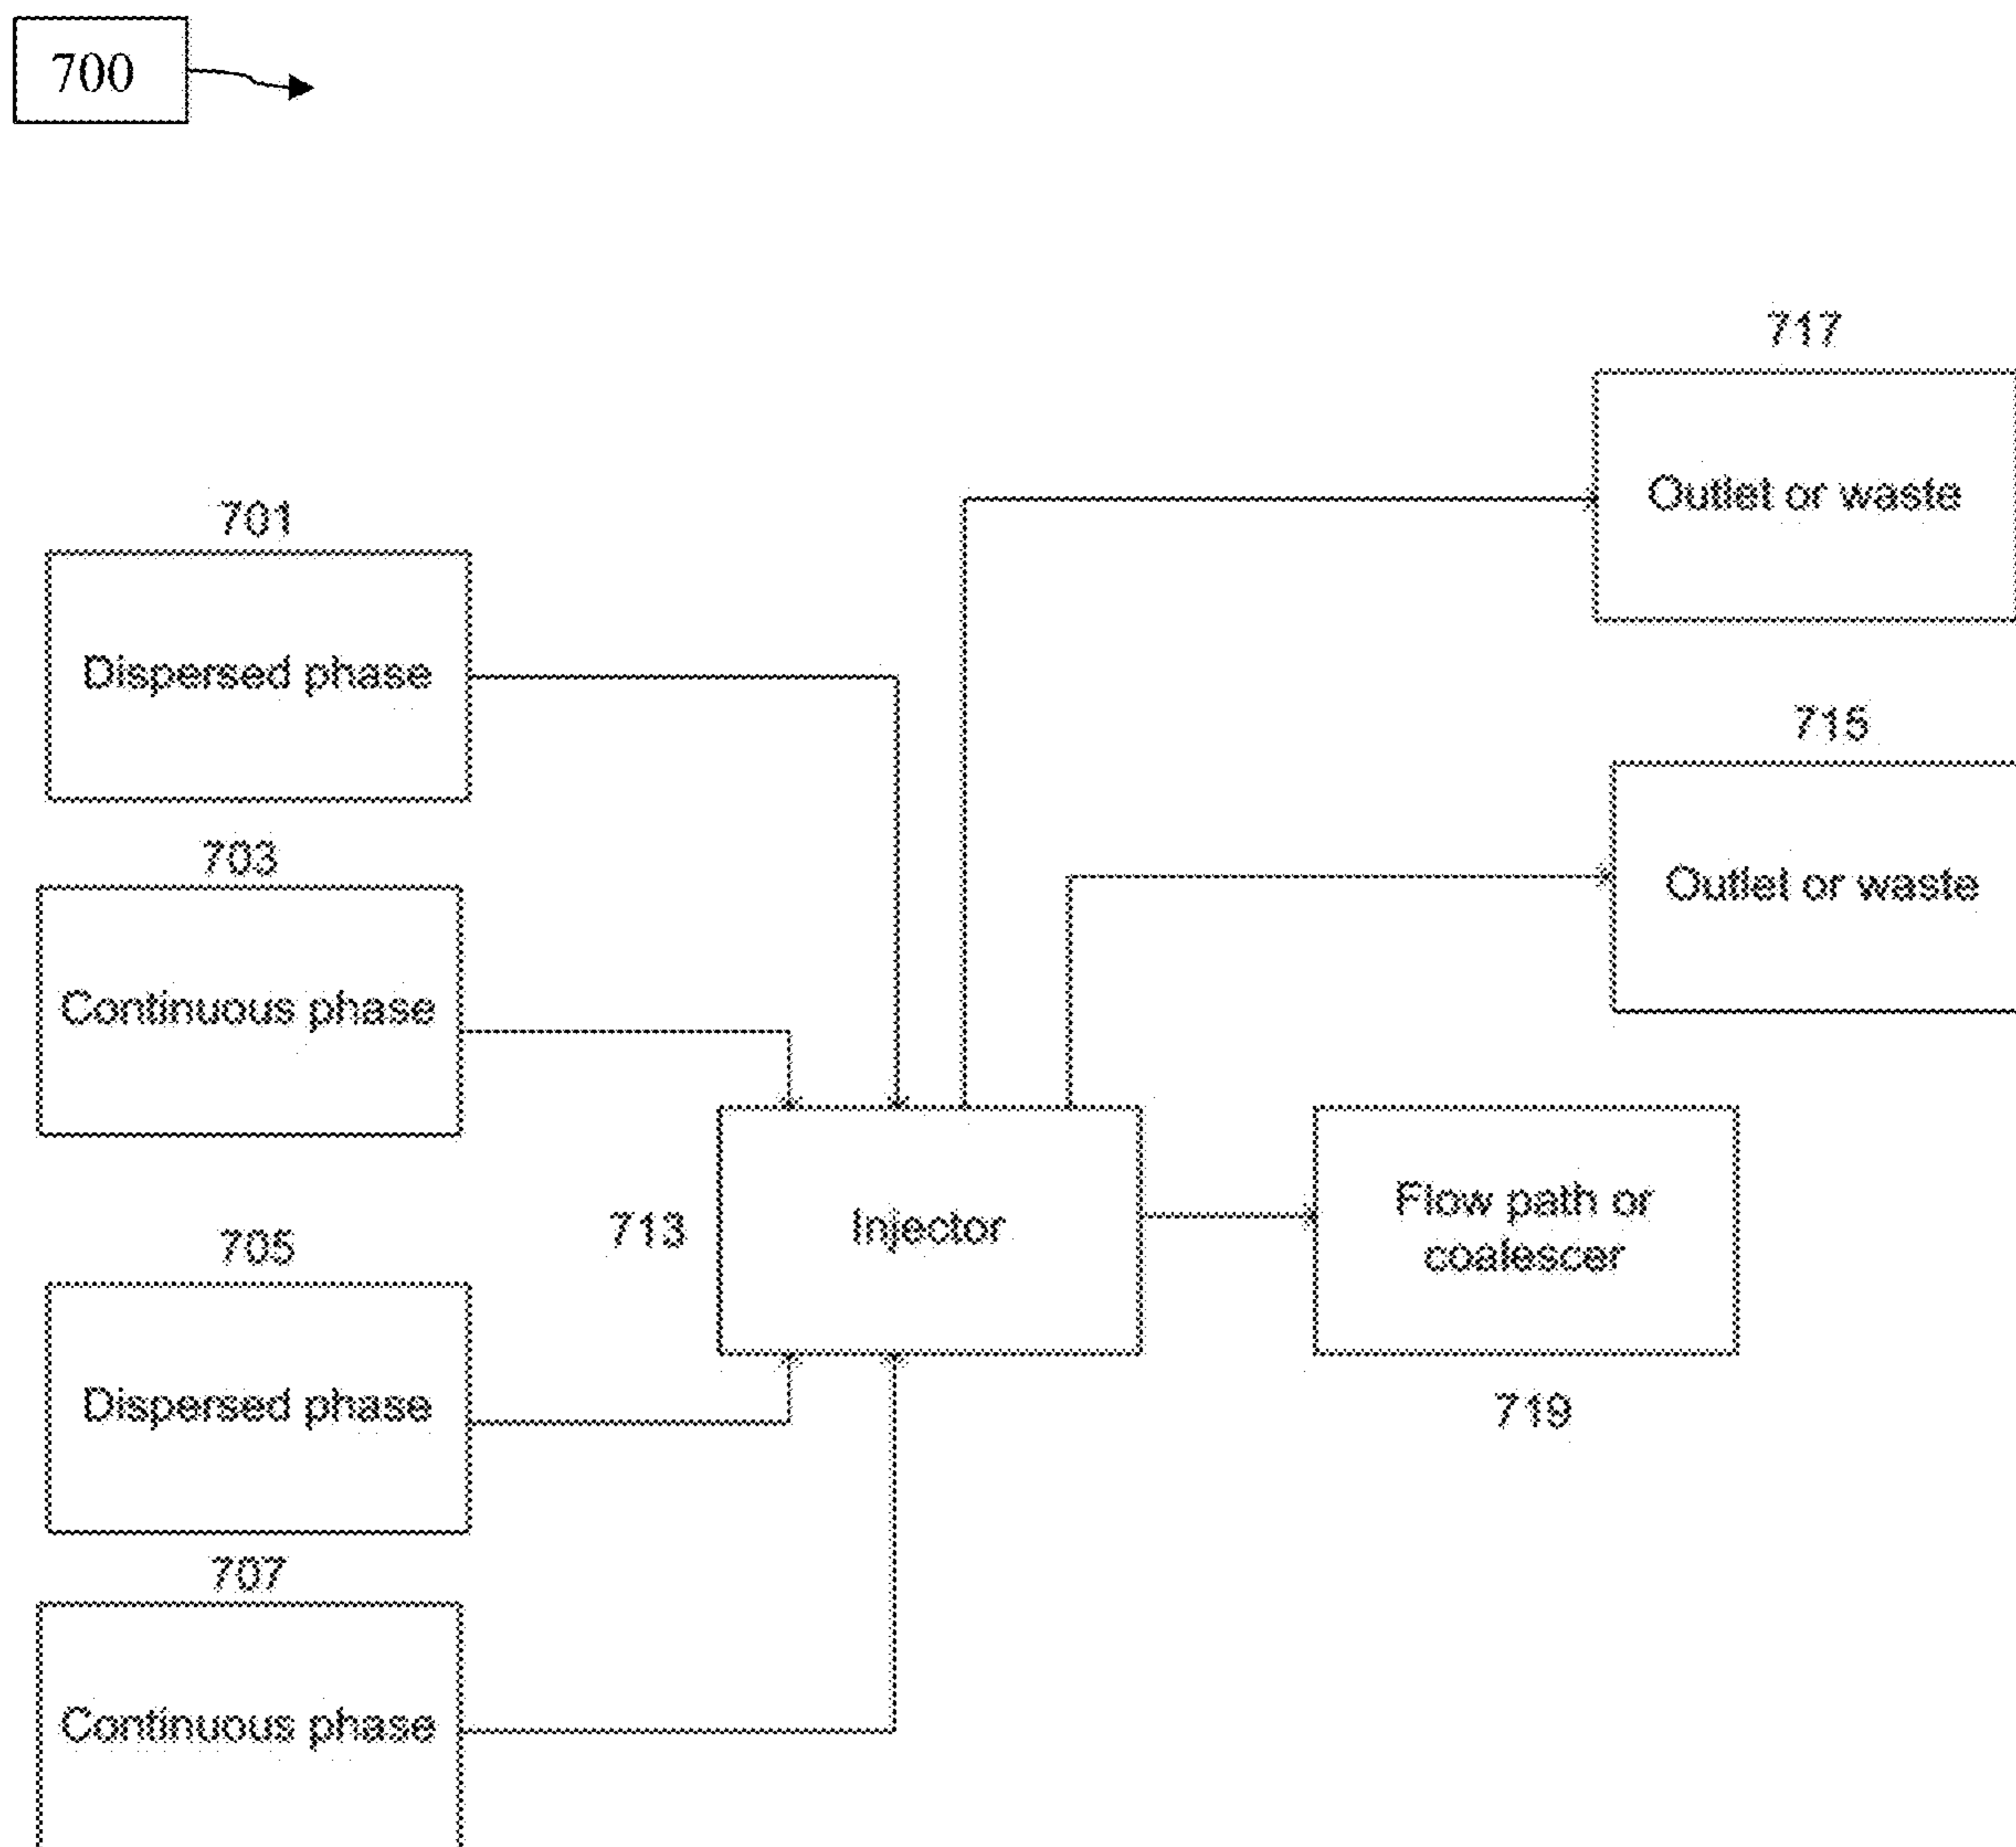 700
717
Outlet or waste
701
Dispersed phase
715
Outlet or waste
703
Continuous phase
713
Injector
Flow path or
coalescer
719
705
Dispersed phase
707
Continuous phase